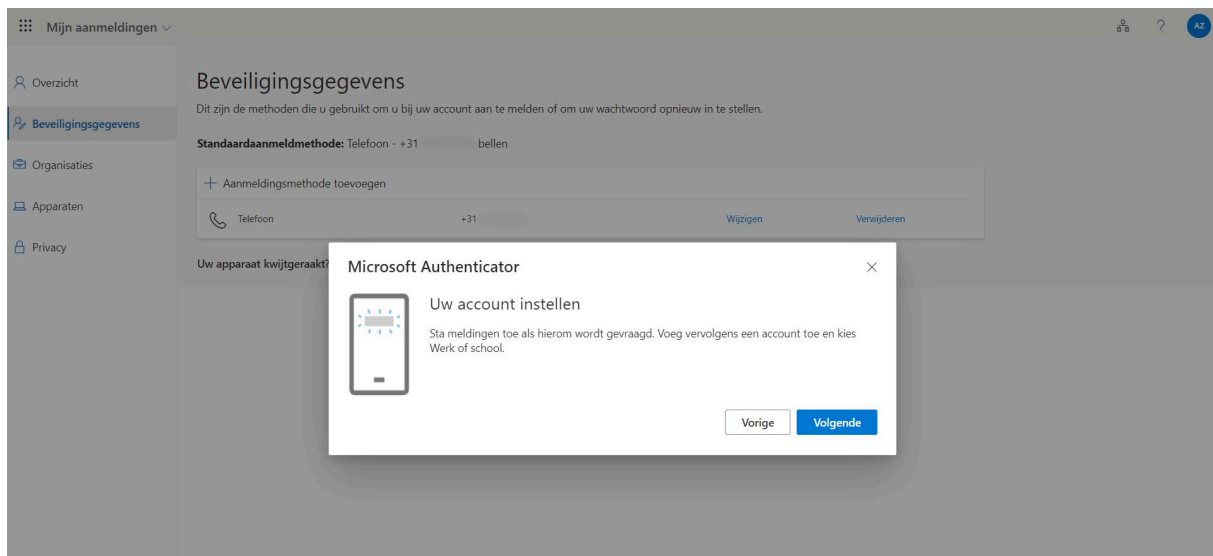 Mijn aanmeldingen
AZ
Overzicht
Beveiligingsgegevens
Organisaties
Apparaten
Privacy
Beveiligingsgegevens
Dit zijn de methoden die u gebruikt om u bij uw account aan te melden of om uw wachtwoord opnieuw in te stellen.
Standaardaanmeldmethode: Telefoon - +31 bellen
Aanmeldingsmethode toevoegen
Telefoon +31 Wijzigen Verwijderen
Uw apparaat kwijtgeraakt?
Microsoft Authenticator
Uw account instellen
Sta meldingen toe als hierom wordt gevraagd. Voeg vervolgens een account toe en kies
Werk of school.
Vorige Volgende